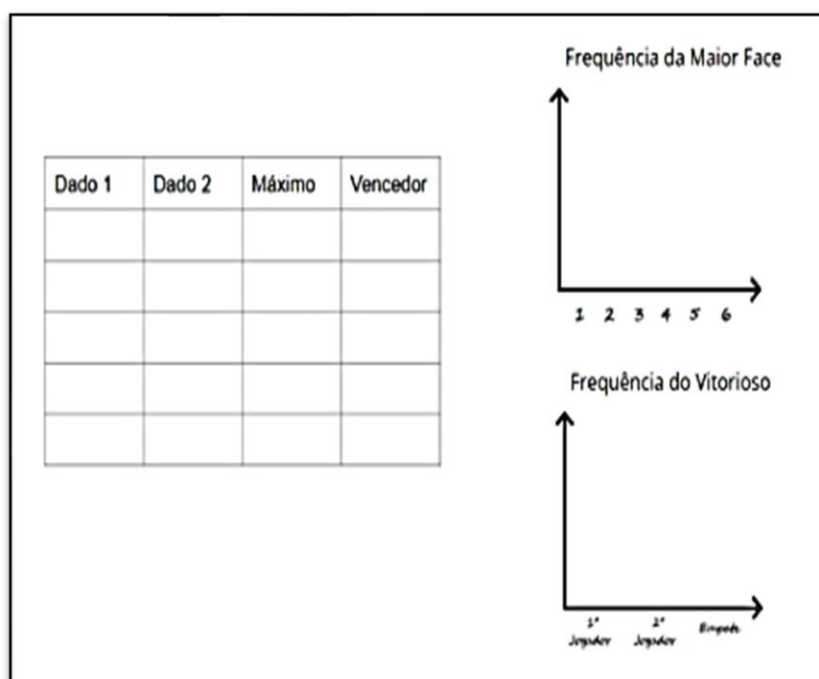 Frequência da Maior Face
Dado 1 Dado 2 Máximo Vencedor
1 2 3 4 5 6
Frequência do Vitorioso
1º 2º Empate
Jogador Jogador